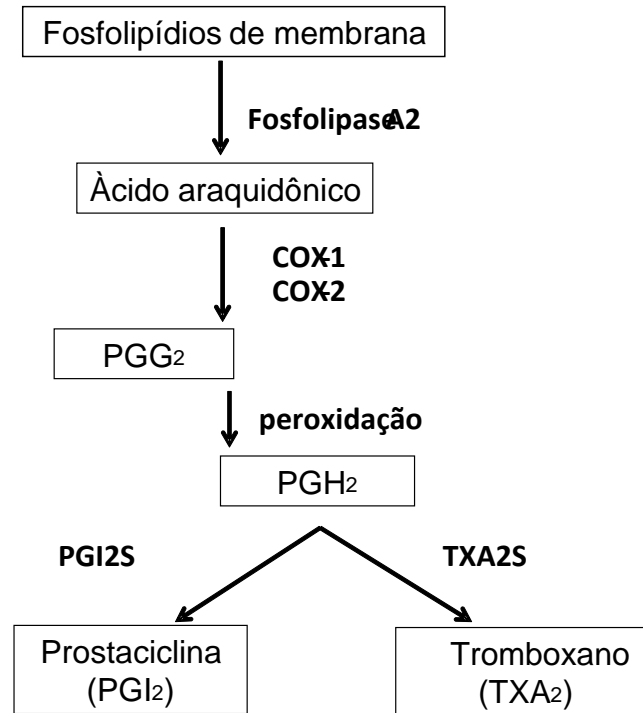 Fosfolipídios de membrana
FosfolipaseA2
Àcido araquidônico
COX-1
COX-2
PGG2
peroxidação
PGH2
PGI2S
TXA2S
Prostaciclina
(PGI2)
Tromboxano
(TXA2)